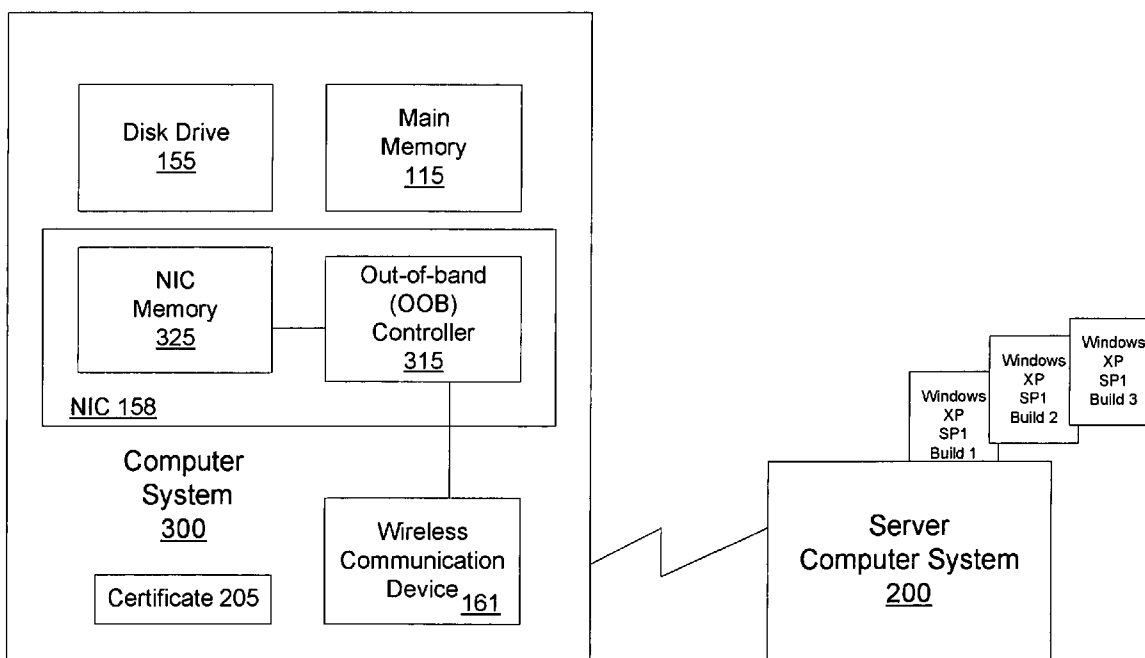 Disk Drive
155
Main
Memory
115
NIC
Memory
325
Out-of-band
(OOB)
Controller
315
NIC 158
Computer
System
300
Wireless
Communication
Device
161
Certificate 205
Windows
XP
SP1
Build 1
Windows
XP
SP1
Build 2
Windows
XP
SP1
Build 3
Server
Computer System
200